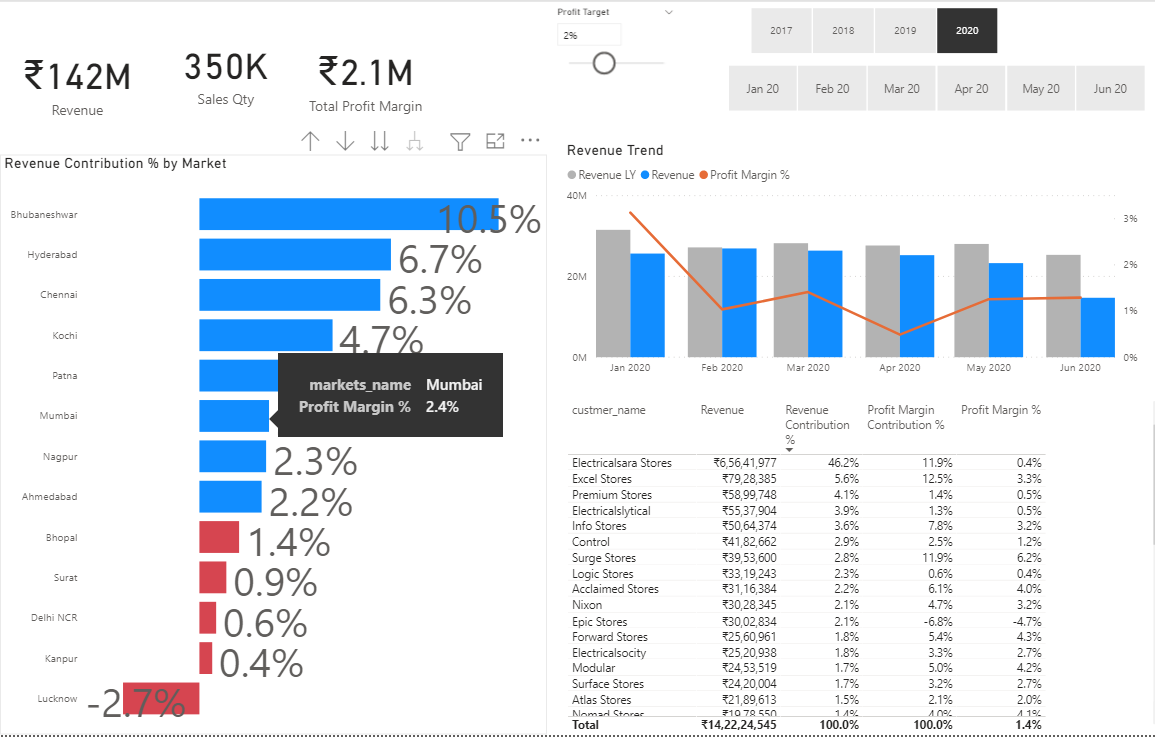 Profit Target
2%
2017 2018 2019 2020
Jan 20 Feb 20 Mar 20 Apr 20 May 20 Jun 20
₹142M
Revenue
350K
Sales Qty
₹2.1M
Total Profit Margin
Revenue Contribution % by Market
Bhubaneshwar 10.5%
Hyderabad 6.7%
Chennai 6.3%
Kochi 4.7%
Patna
Mumbai
markets_name Mumbai
Profit Margin % 2.4%
Nagpur 2.3%
Ahmedabad 2.2%
Bhopal 1.4%
Surat 0.9%
Delhi NCR 0.6%
Kanpur 0.4%
Lucknow -2.7%
Revenue Trend
Revenue LY Revenue Profit Margin %
40M
20M
0M
3%
2%
1%
0%
Jan 2020 Feb 2020 Mar 2020 Apr 2020 May 2020 Jun 2020
custmer_name Revenue Revenue Contribution % Profit Margin Contribution % Profit Margin %
Electricalsara Stores ₹6,56,41,977 46.2% 11.9% 0.4%
Excel Stores ₹79,28,385 5.6% 12.5% 3.3%
Premium Stores ₹58,99,748 4.1% 1.4% 0.5%
Electricalslytical ₹55,37,904 3.9% 1.3% 0.5%
Info Stores ₹50,64,374 3.6% 7.8% 3.2%
Control ₹41,82,662 2.9% 2.5% 1.2%
Surge Stores ₹39,53,600 2.8% 11.9% 6.2%
Logic Stores ₹33,19,243 2.3% 0.6% 0.4%
Acclaimed Stores ₹31,16,384 2.2% 6.1% 4.0%
Nixon ₹30,28,345 2.1% 4.7% 3.2%
Epic Stores ₹30,02,834 2.1% -6.8% -4.7%
Forward Stores ₹25,60,961 1.8% 5.4% 4.3%
Electricalsocity ₹25,20,938 1.8% 3.3% 2.7%
Modular ₹24,53,519 1.7% 5.0% 4.2%
Surface Stores ₹24,20,004 1.7% 3.2% 2.7%
Atlas Stores ₹21,89,613 1.5% 2.1% 2.0%
Nomad Stores ₹19,78,550 1.4% 4.0% 4.1%
Total ₹14,22,24,545 100.0% 100.0% 1.4%